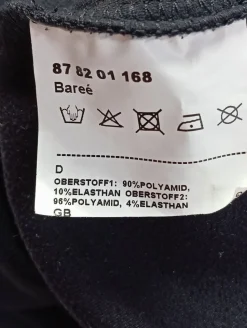 87 82 01 168
Bareé
D
OBERSTOFF1: 90%POLYAMID,
10%ELASTHAN OBERSTOFF2:
96%POLYAMID, 4%ELASTHAN
GB